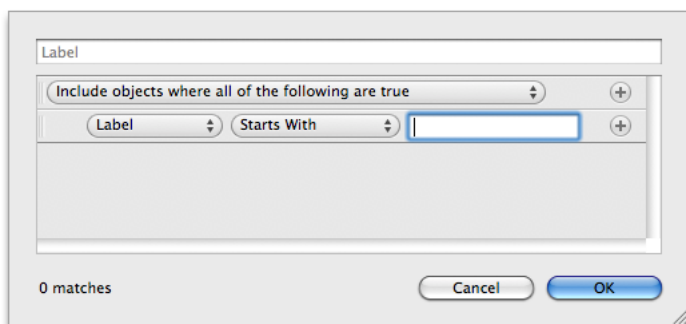 Label
Include objects where all of the following are true
Label Starts With
0 matches Cancel OK